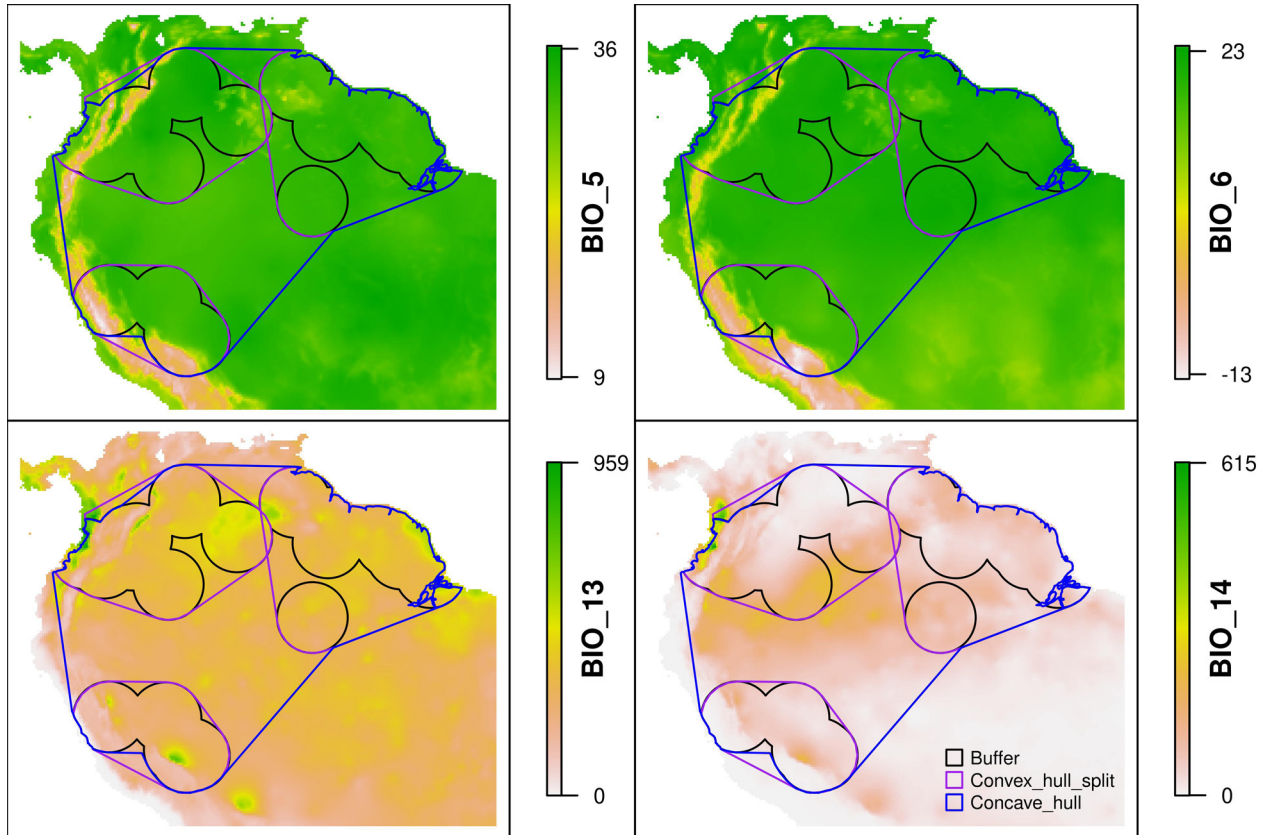 36
BIO_5
9
23
BIO_6
-13
959
BIO_13
0
615
BIO_14
0
Buffer
Convex_hull_split
Concave_hull